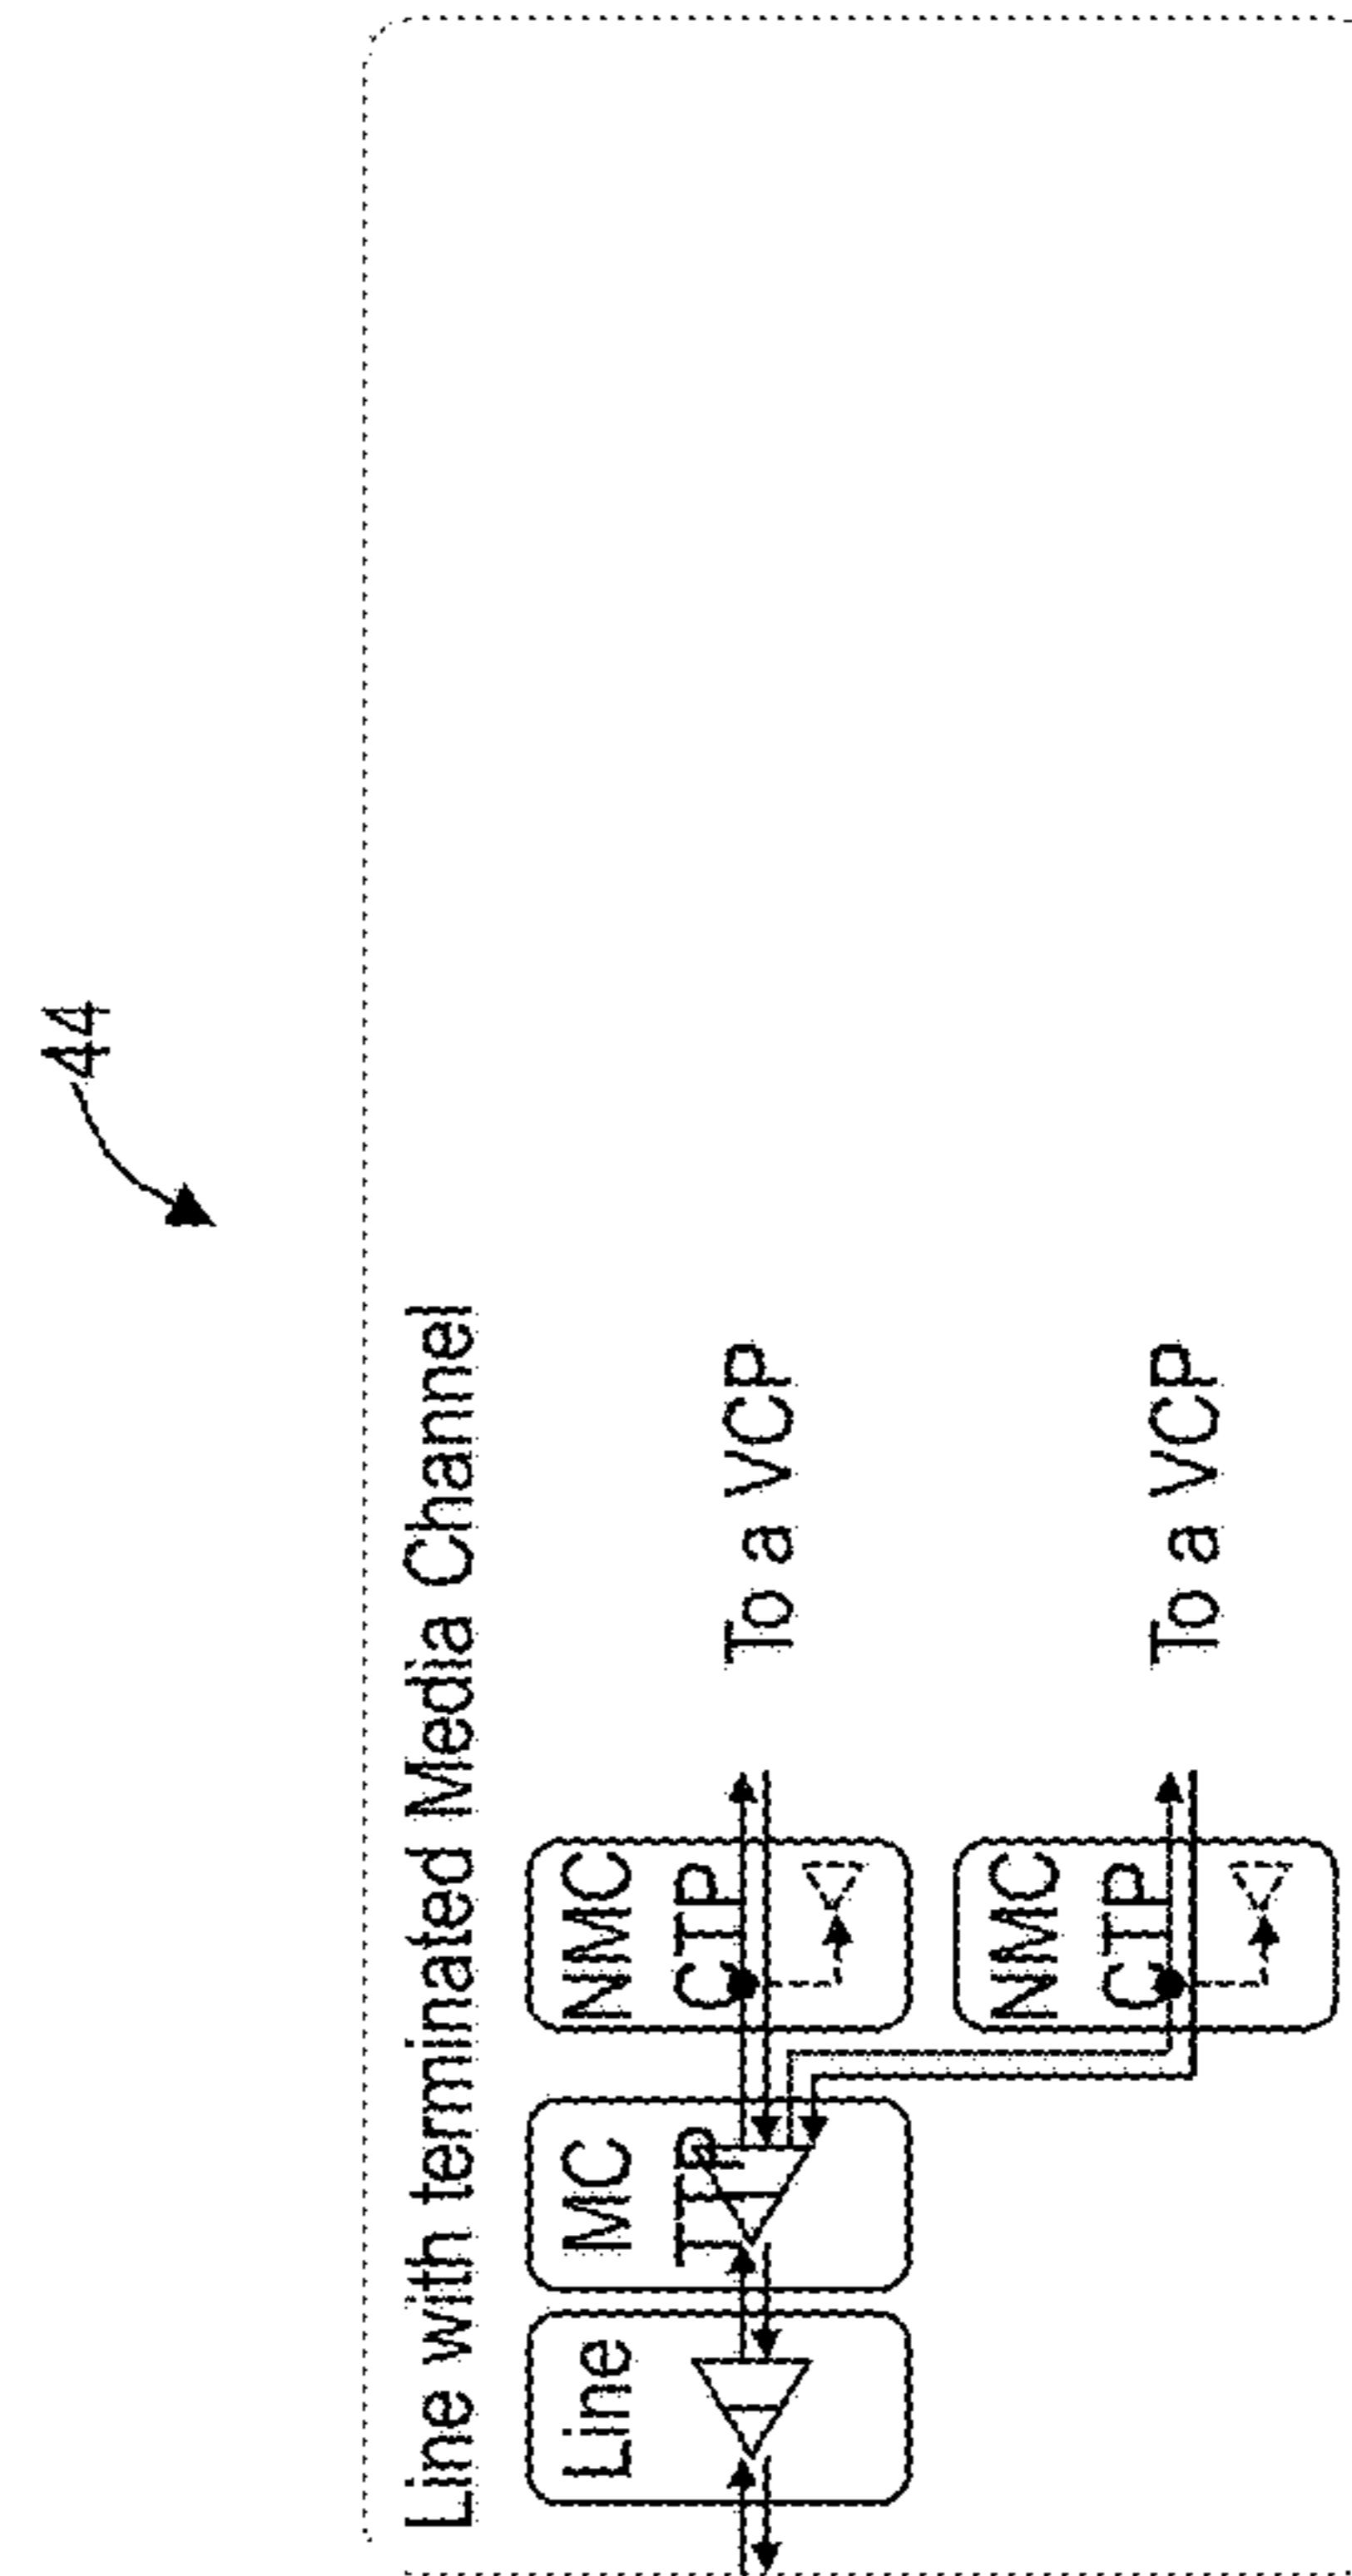 44
Line with terminated Media Channel
Line
MC
TTP
NMC
CTP
To a VCP
NMC
CTP
To a VCP